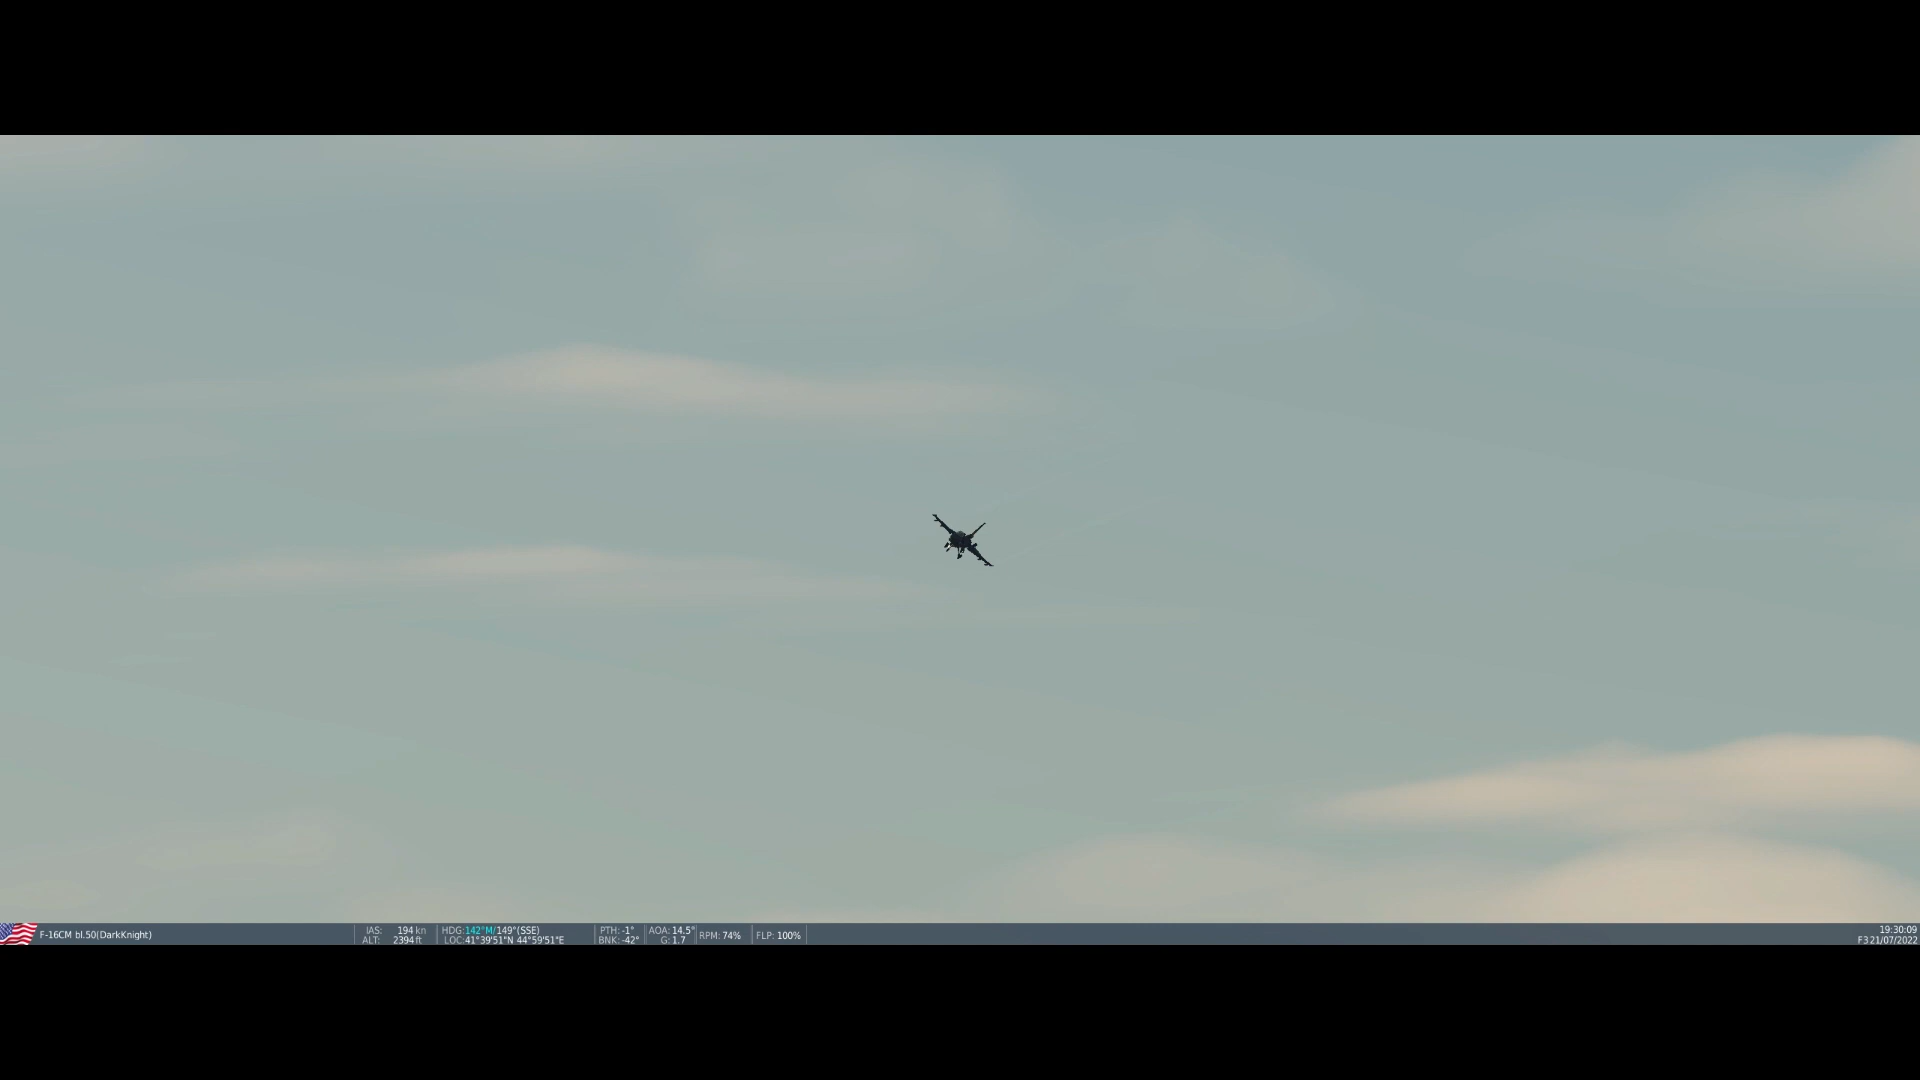 F-16CM bl.50(DarkKnight)
IAS: 194 kn
ALT: 2394 ft
HDG:142°M/149°(SSE)
LOC:41°39'51"N 44°59'51"E
PTH: -1°
BNK: -42°
AOA: 14.5°
G: 1.7
RPM: 74%
FLP: 100%
19:30:09
F3 21/07/2022